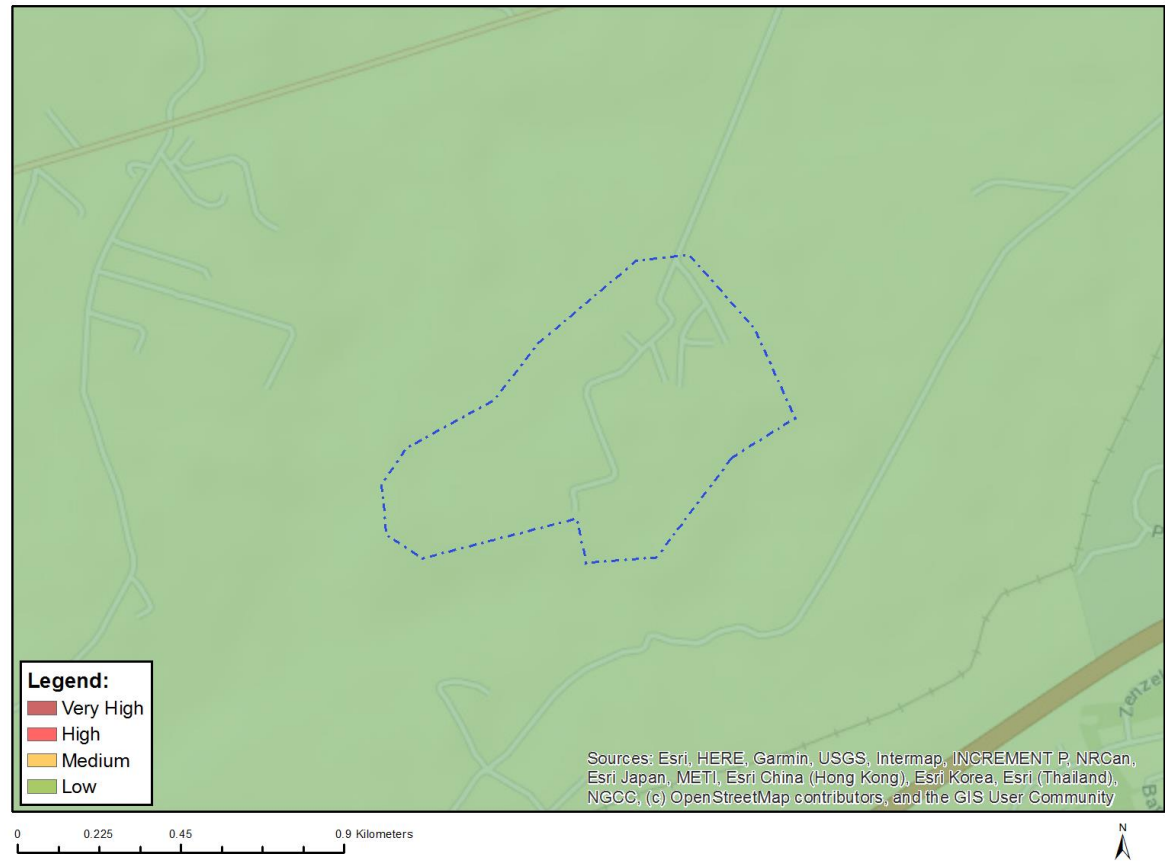 Zenzel
Legend:
Very High
High
Medium
Low
Sources: Esri, HERE, Garmin, USGS, Intermap, INCREMENT P, NRCan,
Esri Japan, METI, Esri China (Hong Kong), Esri Korea, Esri (Thailand),
NGCC, (c) OpenStreetMap contributors, and the GIS User Community
0 0.225 0.45 0.9 Kilometers
N